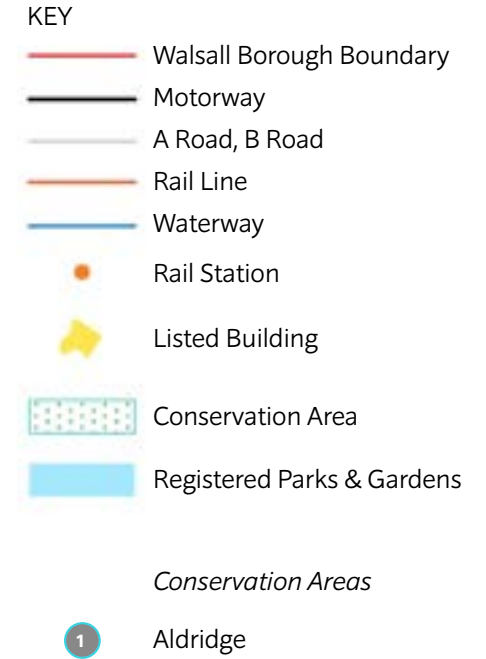 KEY
Walsall Borough Boundary
Motorway
A Road, B Road
Rail Line
Waterway
Rail Station
Listed Building
Conservation Area
Registered Parks & Gardens
Conservation Areas
1 Aldridge